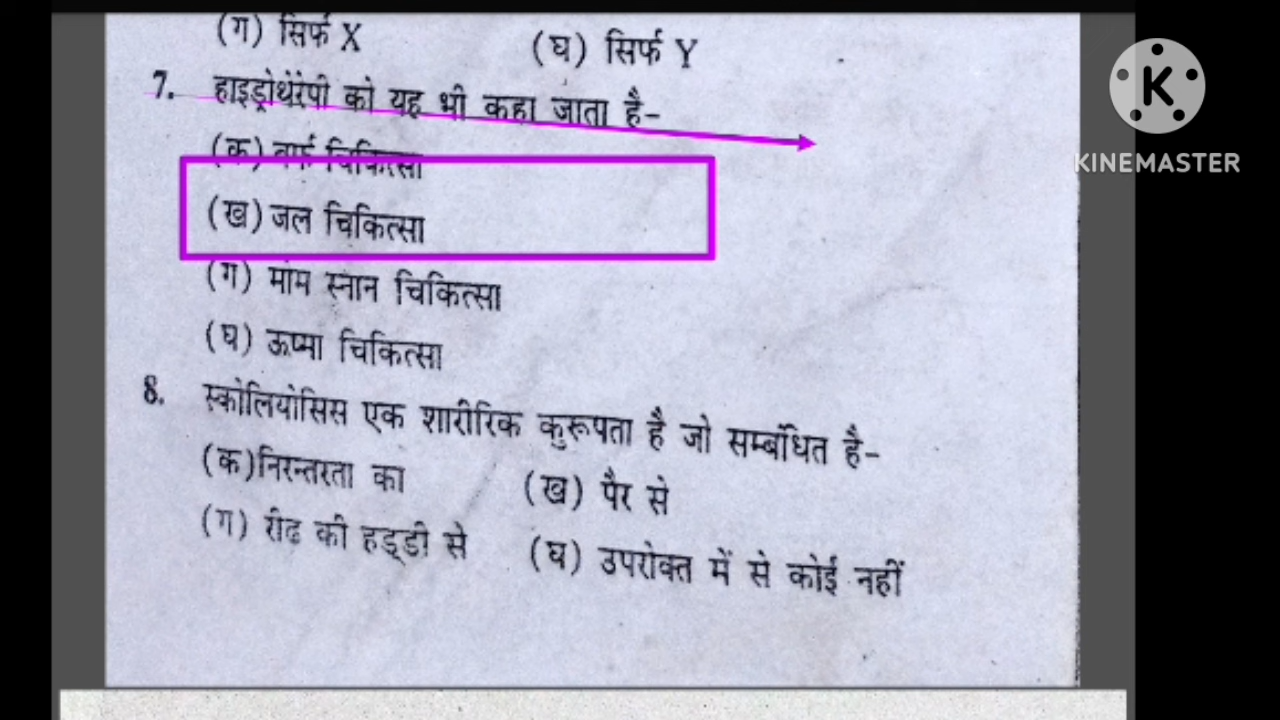 (ग) सिर्फ X (घ) सिर्फ Y
7. हाइड्रोथेरेपी को यह भी कहा जाता है-
(क) चिकित्सा
(ख) जल चिकित्सा
(ग) मोम स्नान चिकित्सा
(घ) ऊष्मा चिकित्सा
8. स्कोलियोसिस एक शारीरिक कुरूपता है जो सम्बंधित है-
(क) निरन्तरता का (ख) पैर से
(ग) रीढ की हड्डी से (घ) उपरोक्त में से कोई नहीं
K
KINEMASTER